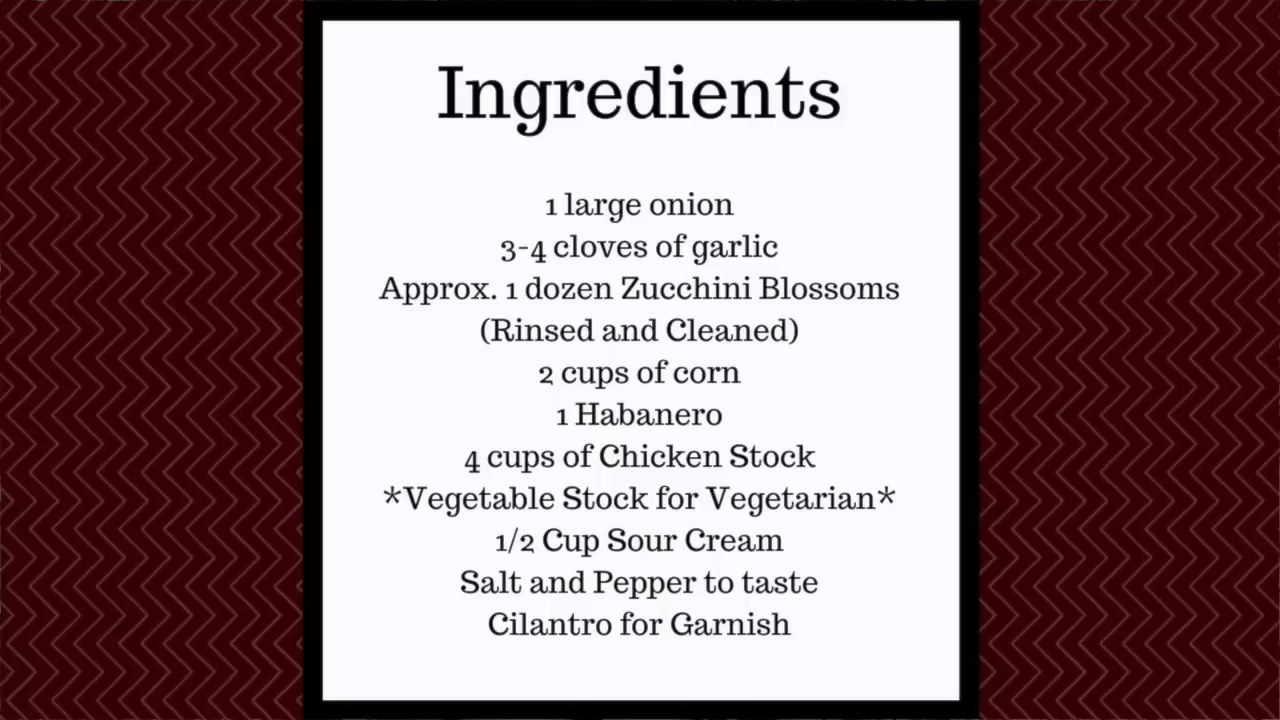 Ingredients
1 large onion
3-4 cloves of garlic
Approx. 1 dozen Zucchini Blossoms
(Rinsed and Cleaned)
2 cups of corn
1 Habanero
4 cups of Chicken Stock
*Vegetable Stock for Vegetarian*
1/2 Cup Sour Cream
Salt and Pepper to taste
Cilantro for Garnish